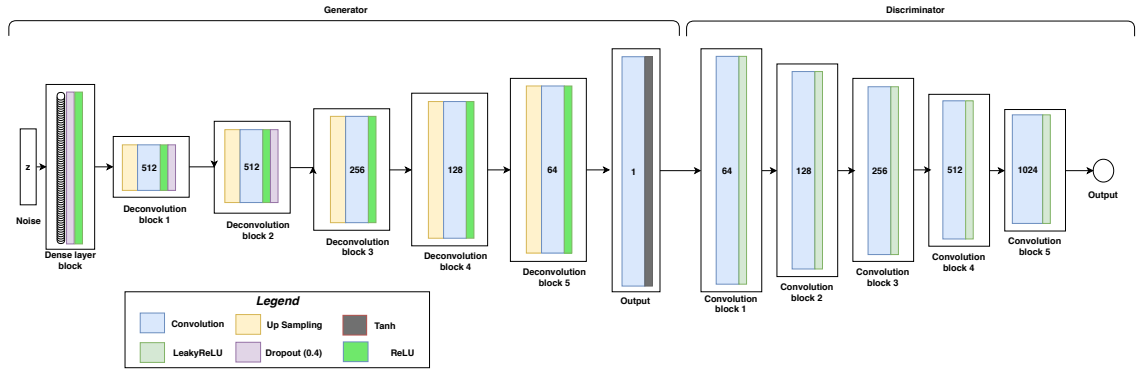 Generator
Discriminator
z
Noise
Dense layer
block
512
Deconvolution
block 1
512
Deconvolution
block 2
256
Deconvolution
block 3
128
Deconvolution
block 4
64
Deconvolution
block 5
1
Output
64
Convolution
block 1
128
Convolution
block 2
256
Convolution
block 3
512
Convolution
block 4
1024
Convolution
block 5
Output
Legend
Convolution
Up Sampling
Tanh
LeakyReLU
Dropout (0.4)
ReLU